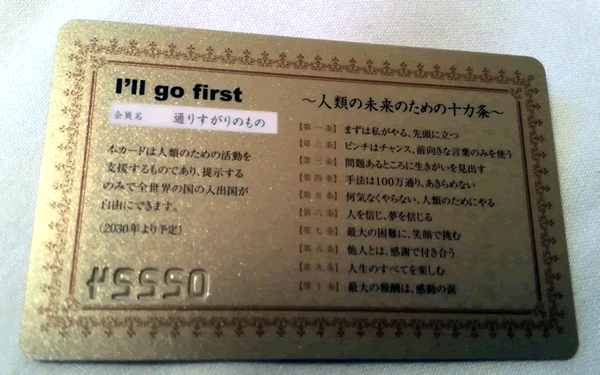 I'll go first
会員名 通りすがりのもの
本カードは人類のための活動を
支援するものであり、提示する
のみで全世界の国の入出国が
自由にできます。
(2030年より予定)
〜人類の未来のための十カ条〜
【第一条】まずは私がやる、先頭に立つ
【第二条】ピンチはチャンス、前向きな言葉のみを使う
【第三条】問題あるところに生きがいを見出す
【第四条】手法は100万通り、あきらめない
【第五条】何気なくやらない、人類のためにやる
【第六条】人を信じ、夢を信じる
【第七条】最大の困難に、笑顔で挑む
【第八条】他人とは、感謝で付き合う
【第九条】人生のすべてを楽しむ
【第十条】最大の報酬は、感動の涙